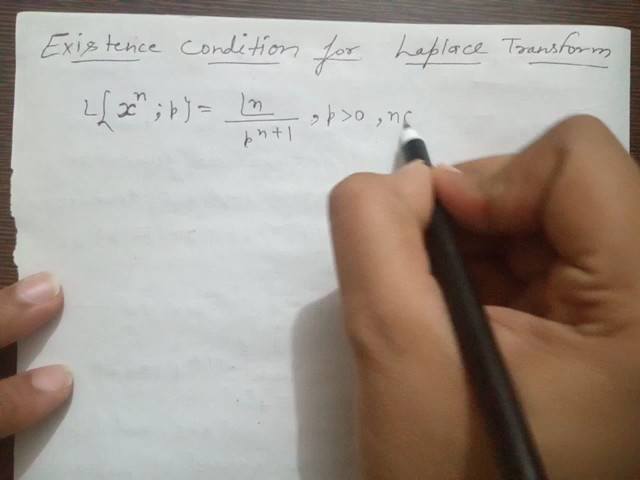 Existence Condition for Laplace Transform
L{x^n ; p} = ⌊n / p^{n+1} , p>0 , n